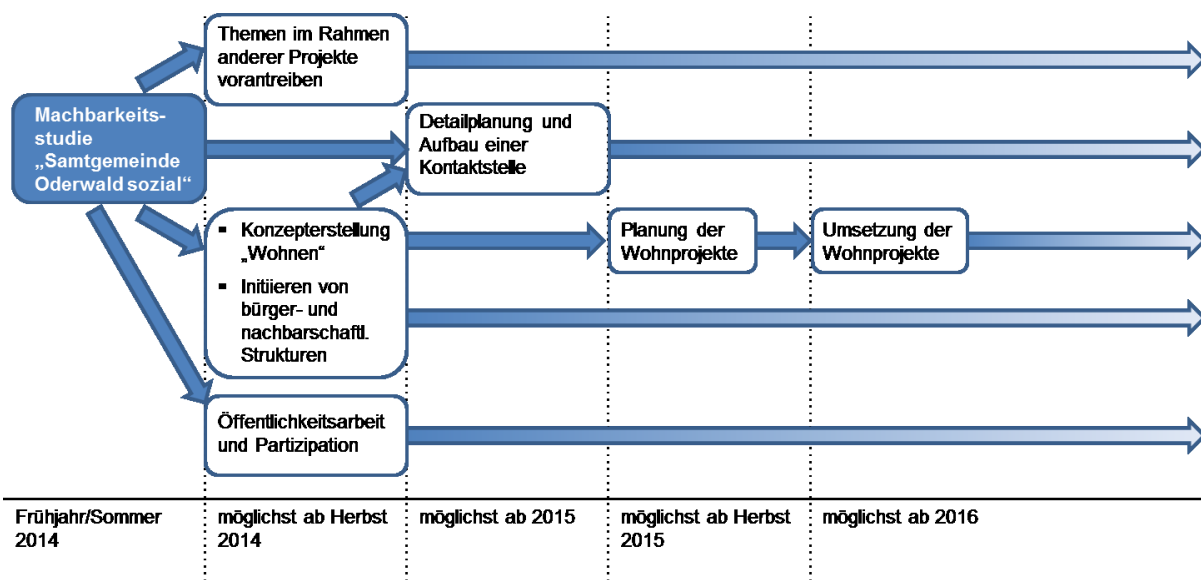 Themen im Rahmen
anderer Projekte
vorantreiben
Machbarkeits-
studie
„Samtgemeinde
Oderwald sozial“
Detailplanung und
Aufbau einer
Kontaktstelle
▪ Konzepterstellung
„Wohnen“
▪ Initiieren von
bürger- und
nachbarschaftl.
Strukturen
Planung der
Wohnprojekte
Umsetzung der
Wohnprojekte
Öffentlichkeitsarbeit
und Partizipation
Frühjahr/Sommer
2014
möglichst ab Herbst
2014
möglichst ab 2015
möglichst ab Herbst
2015
möglichst ab 2016